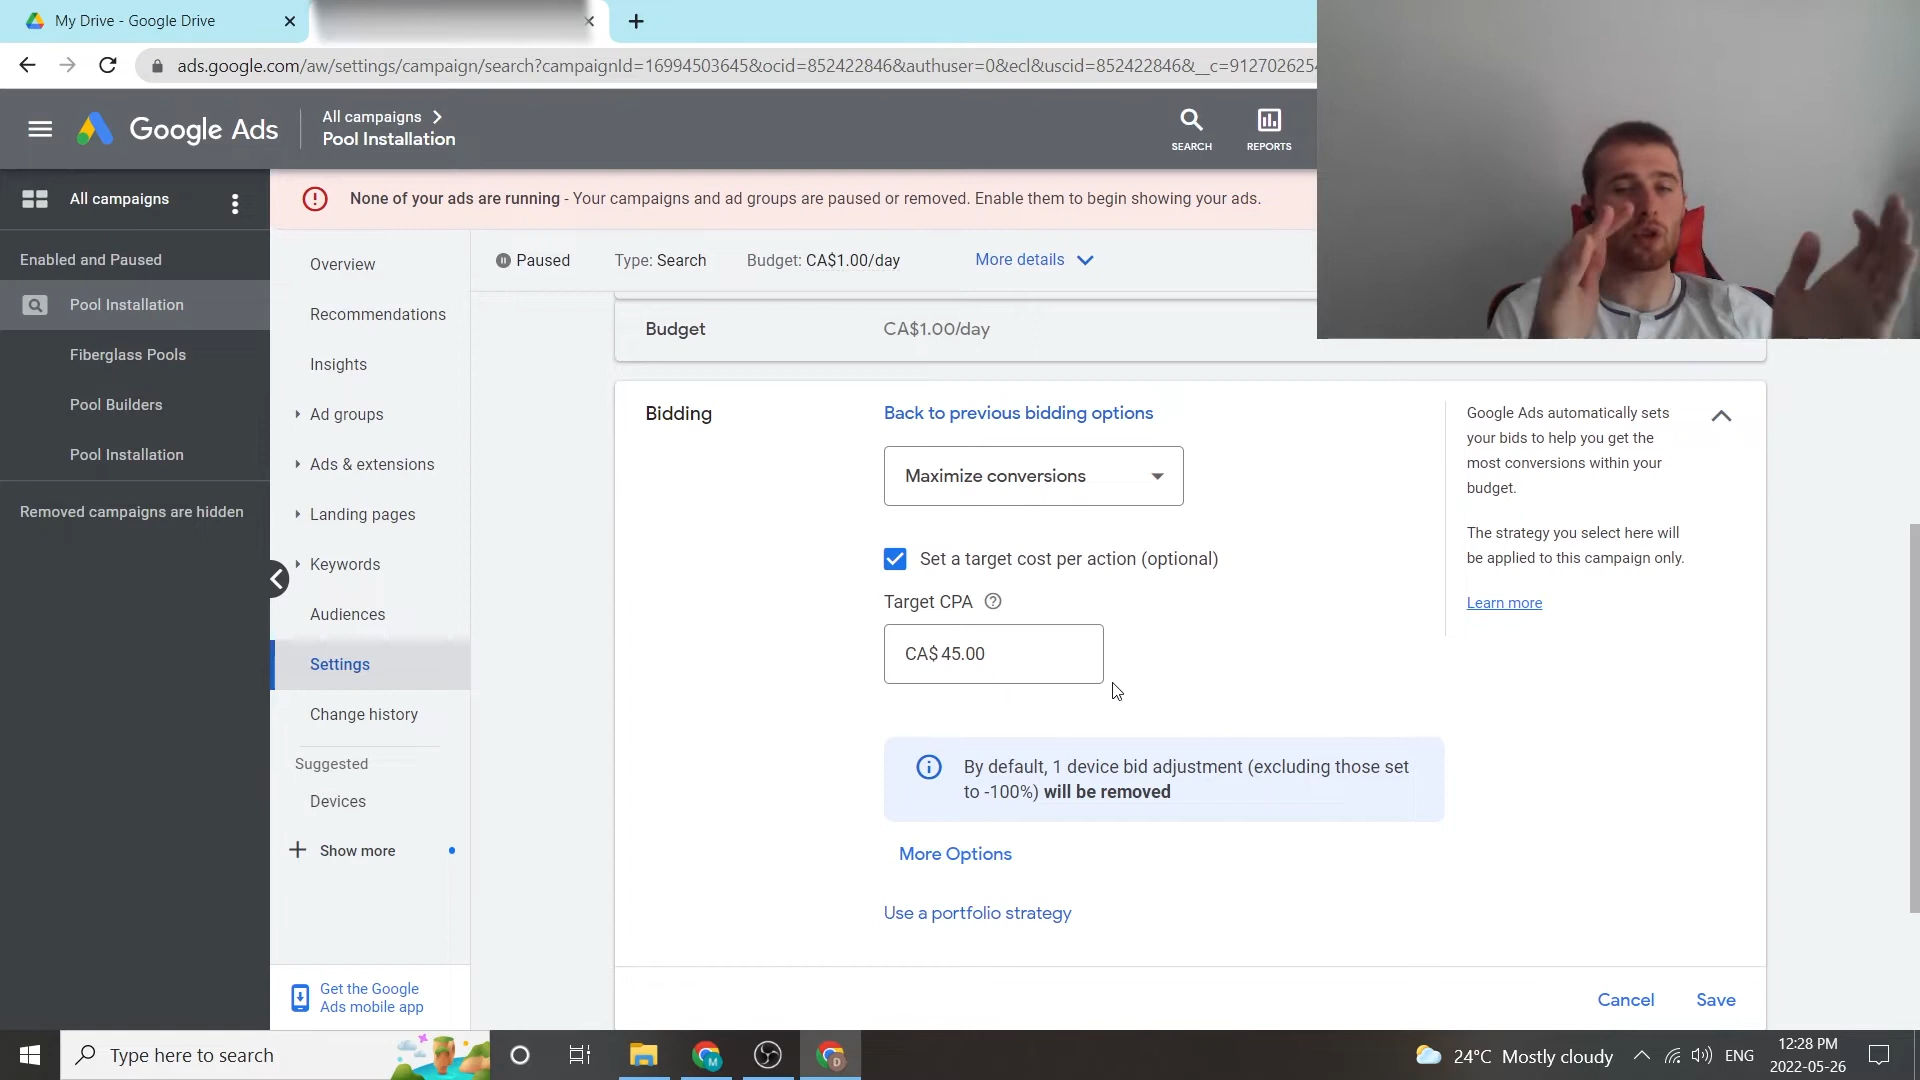 My Drive - Google Drive
ads.google.com/aw/settings/campaign/search?campaignId=16994503645&ocid=852422846&authuser=0&ecl&uscid=852422846&__c=912702625
Google Ads
All campaigns
Pool Installation
SEARCH
REPORTS
All campaigns
None of your ads are running - Your campaigns and ad groups are paused or removed. Enable them to begin showing your ads.
Enabled and Paused
Pool Installation
Fiberglass Pools
Pool Builders
Pool Installation
Removed campaigns are hidden
Overview
Recommendations
Insights
Ad groups
Ads & extensions
Landing pages
Keywords
Audiences
Settings
Change history
Suggested
Devices
Show more
Get the Google
Ads mobile app
Paused
Type: Search
Budget: CA$1.00/day
More details
Budget
CA$1.00/day
Bidding
Back to previous bidding options
Maximize conversions
Set a target cost per action (optional)
Target CPA
CA$ 45.00
By default, 1 device bid adjustment (excluding those set
to -100%) will be removed
More Options
Use a portfolio strategy
Google Ads automatically sets
your bids to help you get the
most conversions within your
budget.
The strategy you select here will
be applied to this campaign only.
Learn more
Cancel
Save
Type here to search
24°C Mostly cloudy
ENG
12:28 PM
2022-05-26